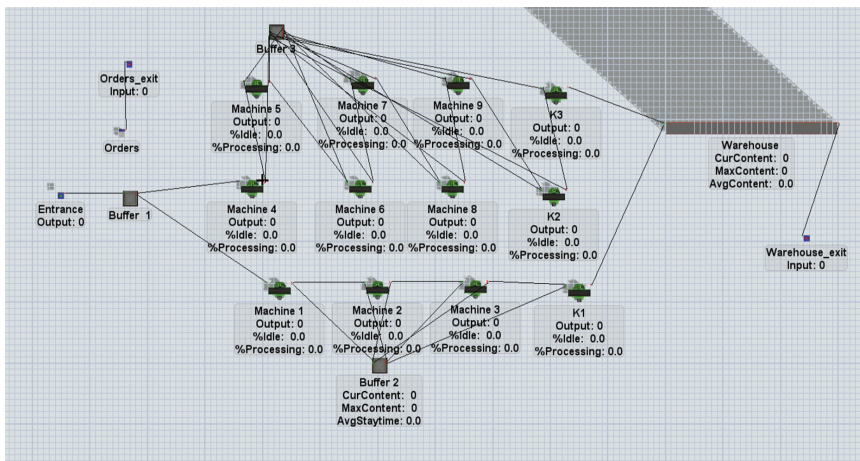 Buffer 3
Orders_exit
Input: 0
Orders
Machine 5
Output: 0
%Idle: 0.0
%Processing: 0.0
Machine 7
Output: 0
%Idle: 0.0
%Processing: 0.0
Machine 9
Output: 0
%Idle: 0.0
%Processing: 0.0
K3
Output: 0
%Idle: 0.0
%Processing: 0.0
Warehouse
CurContent: 0
MaxContent: 0
AvgContent: 0.0
Entrance
Output: 0
Buffer 1
Machine 4
Output: 0
%Idle: 0.0
%Processing: 0.0
Machine 6
Output: 0
%Idle: 0.0
%Processing: 0.0
Machine 8
Output: 0
%Idle: 0.0
%Processing: 0.0
K2
Output: 0
%Idle: 0.0
%Processing: 0.0
Warehouse_exit
Input: 0
Machine 1
Output: 0
%Idle: 0.0
%Processing: 0.0
Machine 2
Output: 0
%Idle: 0.0
%Processing: 0.0
Machine 3
Output: 0
%Idle: 0.0
%Processing: 0.0
K1
Output: 0
%Idle: 0.0
%Processing: 0.0
Buffer 2
CurContent: 0
MaxContent: 0
AvgStaytime: 0.0